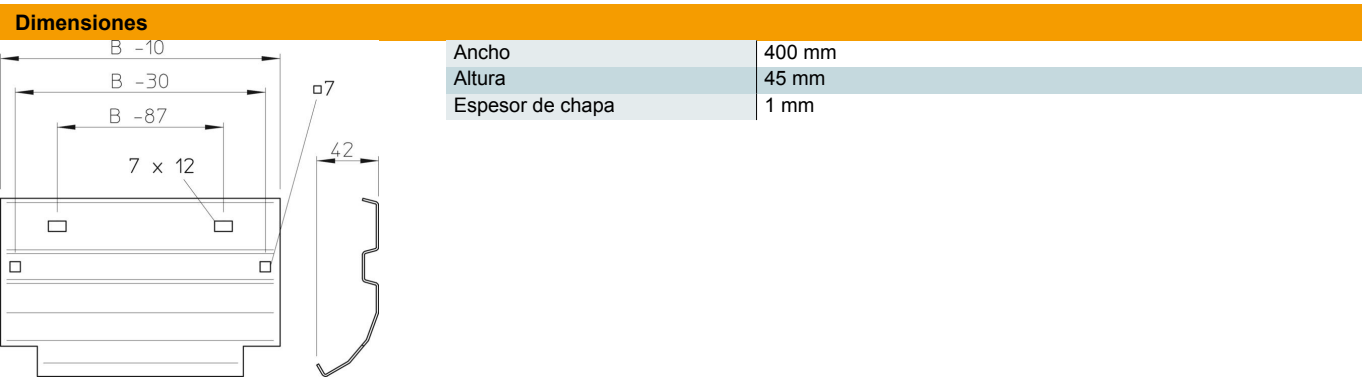 Dimensiones
B -10
B -30
B -87
7 x 12
□7
42
Ancho 400 mm
Altura 45 mm
Espesor de chapa 1 mm